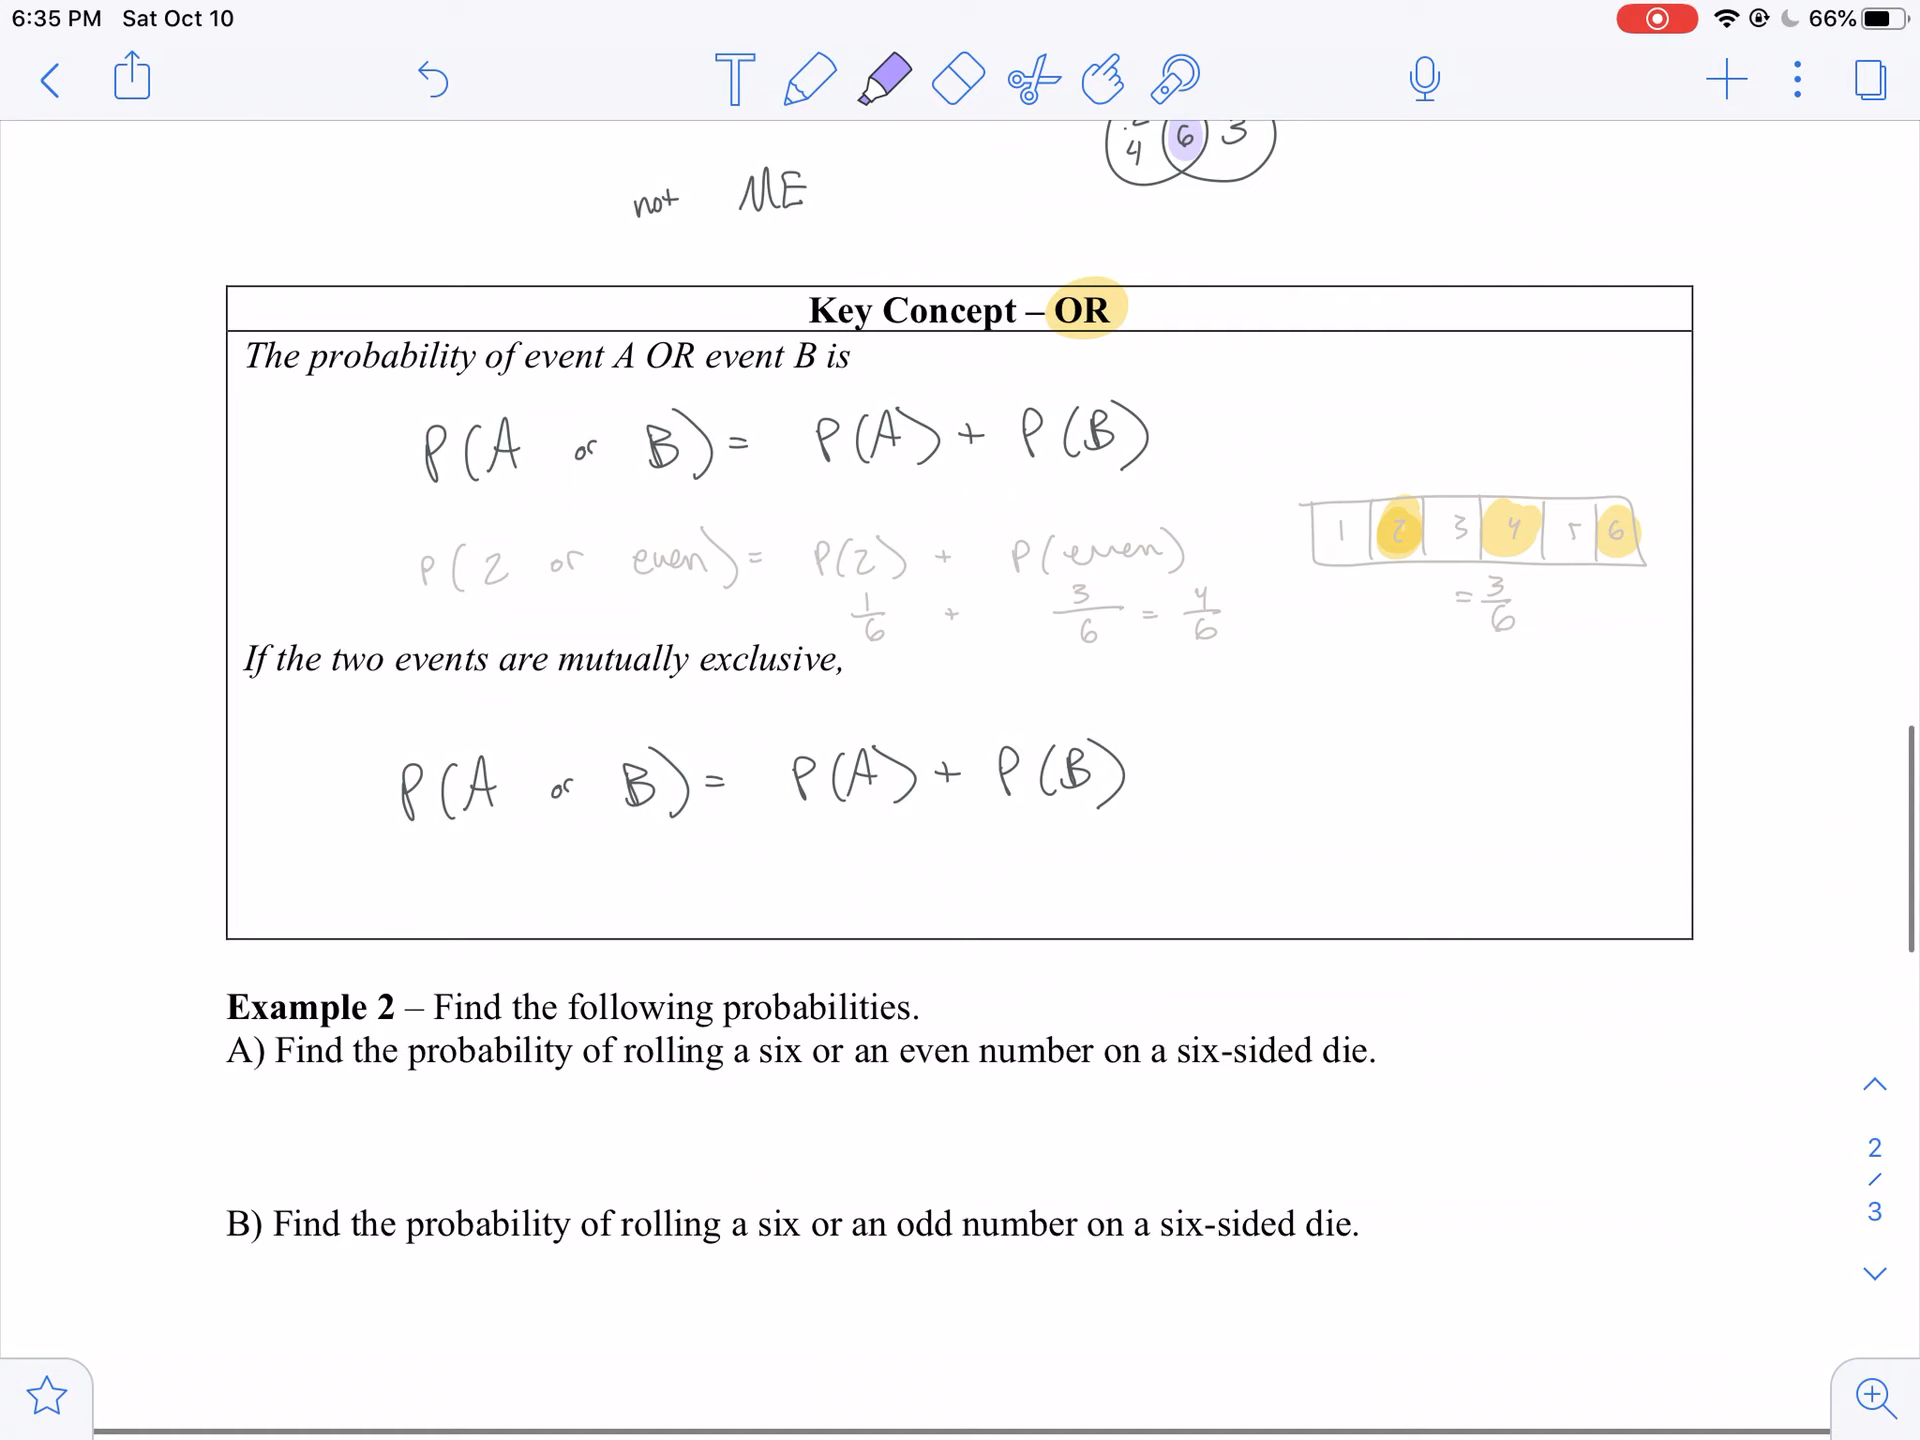 6:35 PM Sat Oct 10 66%
4 6 3
not ME
Key Concept – OR
The probability of event A OR event B is
P(A or B) = P(A) + P(B)
1 2 3 4 5 6
P(2 or even) = P(2) + P(even)
1/6 + 3/6 = 4/6
= 3/6
If the two events are mutually exclusive,
P(A or B) = P(A) + P(B)
Example 2 – Find the following probabilities.
A) Find the probability of rolling a six or an even number on a six-sided die.
B) Find the probability of rolling a six or an odd number on a six-sided die.
2
/
3